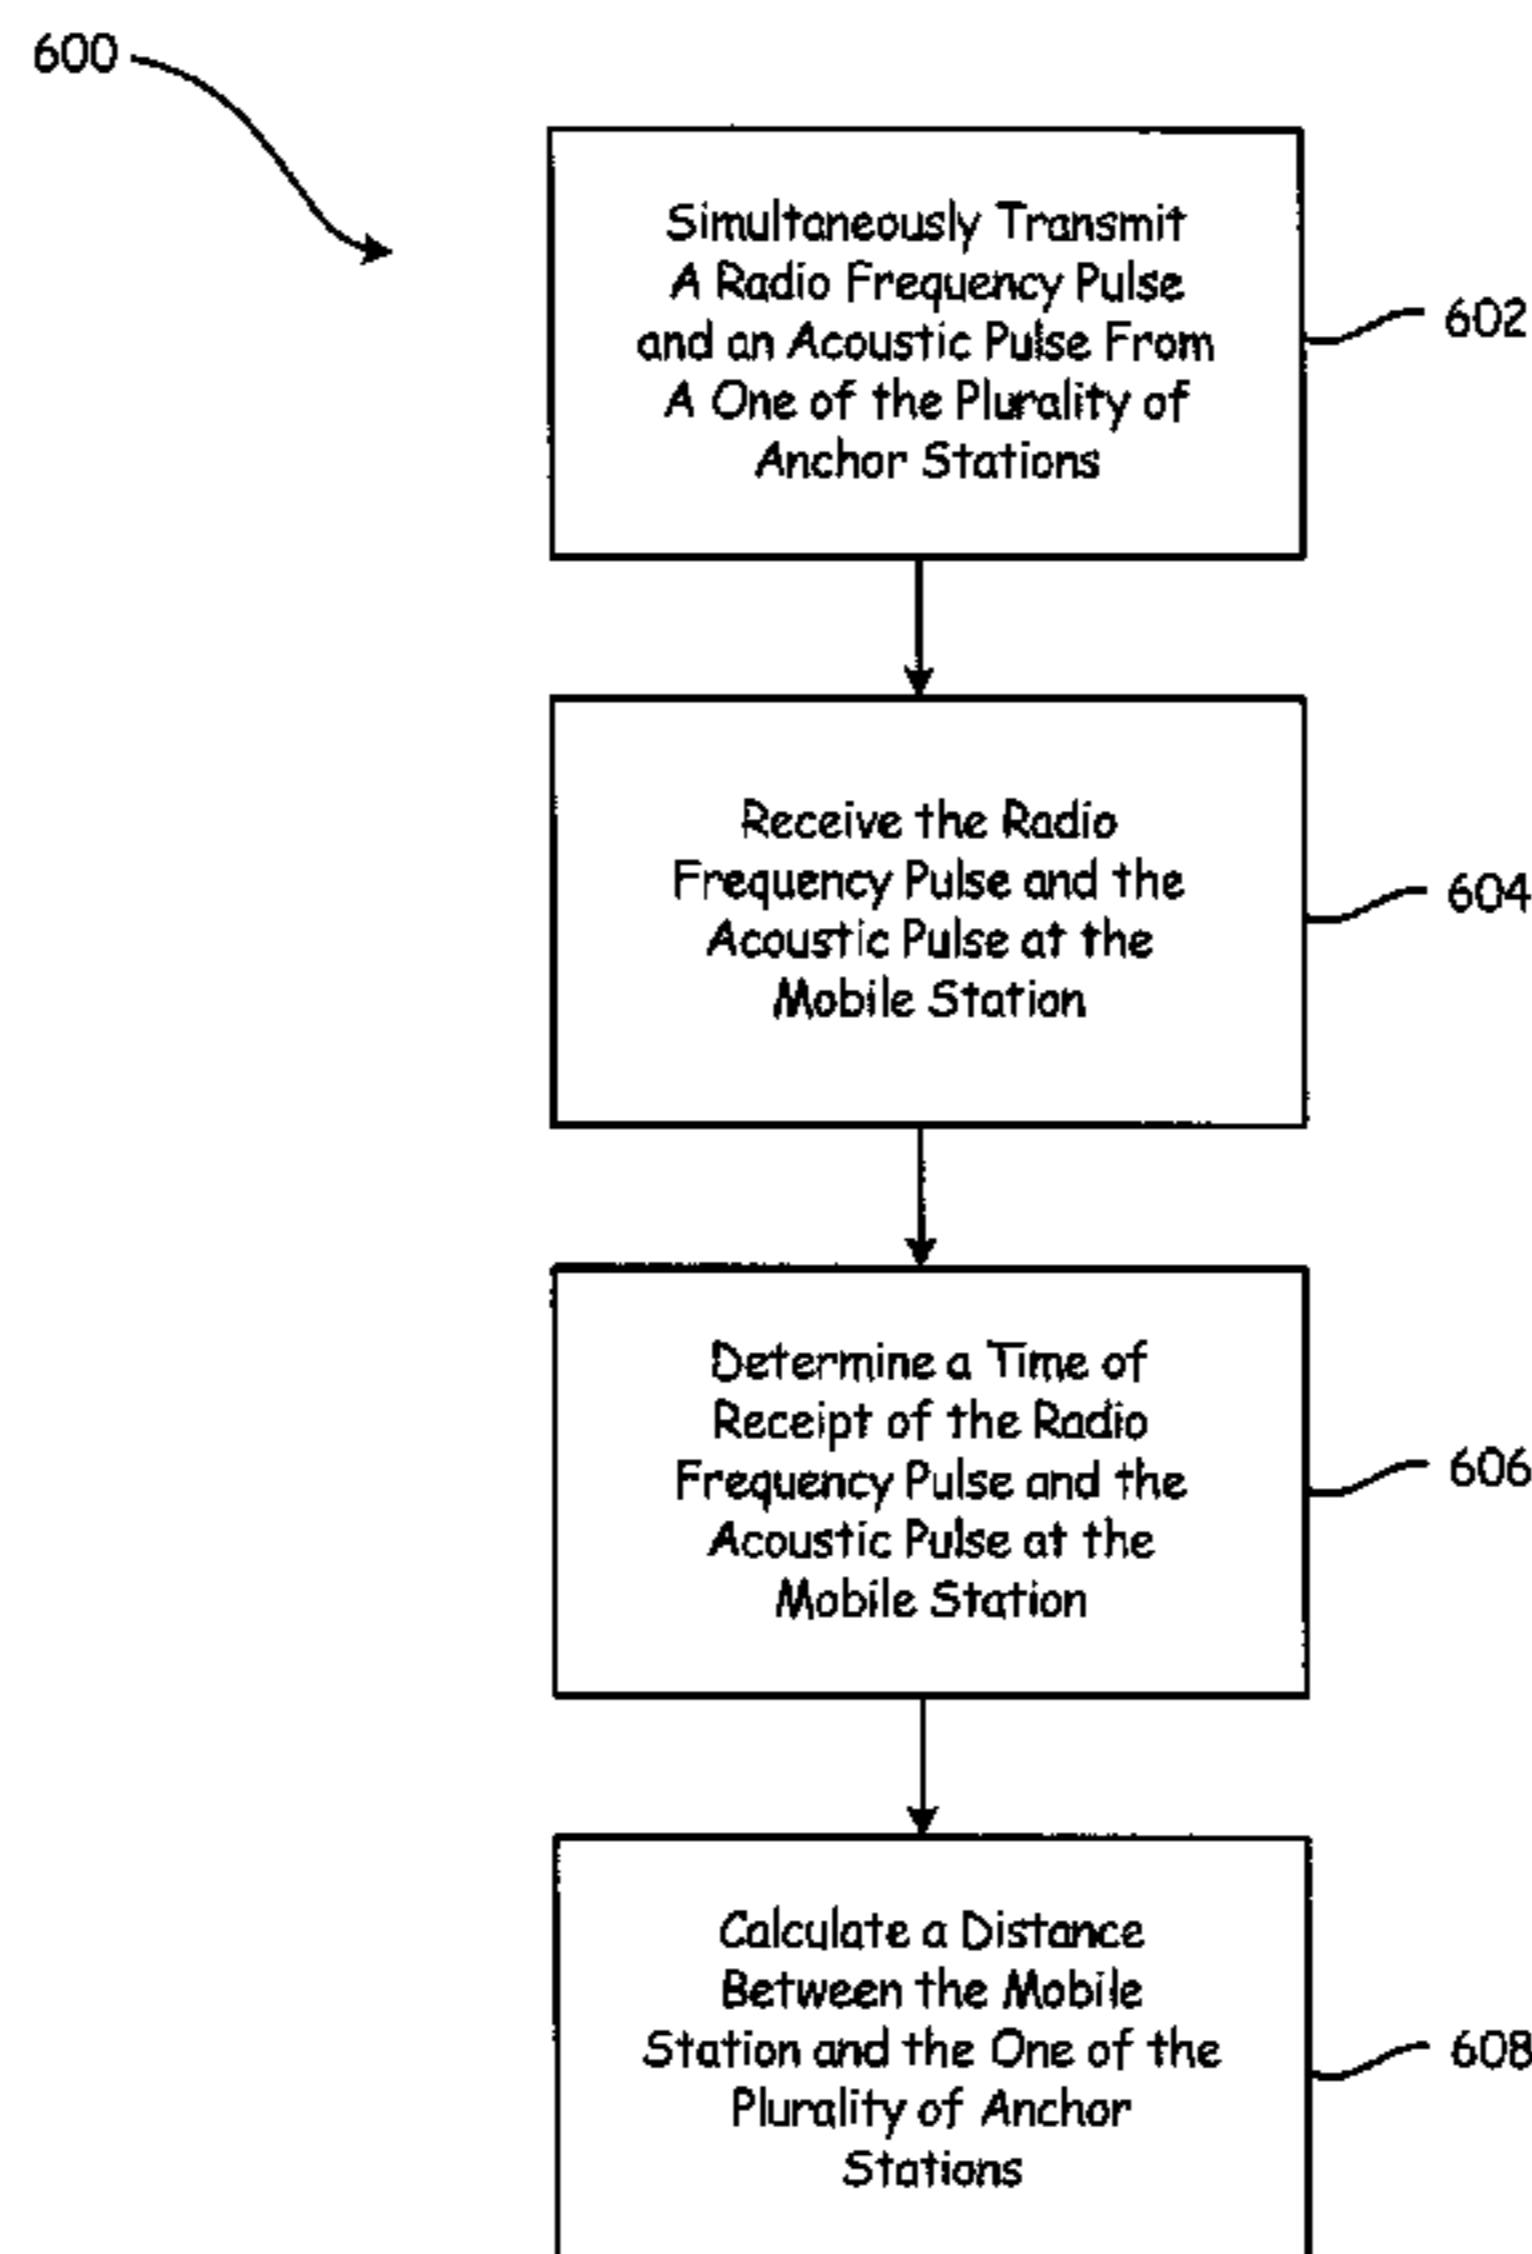 600
Simultaneously Transmit
A Radio Frequency Pulse
and an Acoustic Pulse From
A One of the Plurality of
Anchor Stations
602
Receive the Radio
Frequency Pulse and the
Acoustic Pulse at the
Mobile Station
604
Determine a Time of
Receipt of the Radio
Frequency Pulse and the
Acoustic Pulse at the
Mobile Station
606
Calculate a Distance
Between the Mobile
Station and the One of the
Plurality of Anchor
Stations
608